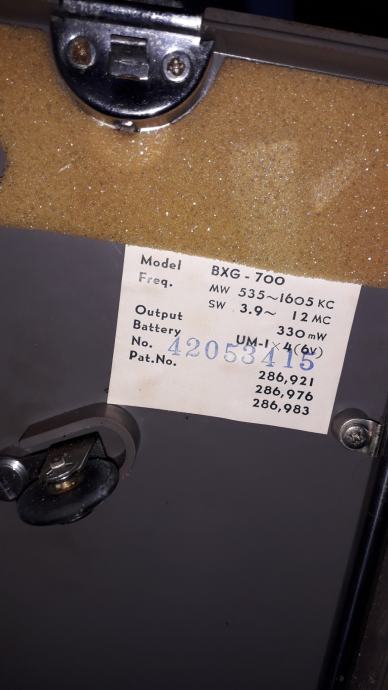 Model BXG-700
Freq. MW 535~1605 KC
SW 3.9~ 12 MC
Output 330 mW
Battery UM-1×4(6V)
No. 42053415
Pat.No. 286,921
286,976
286,983